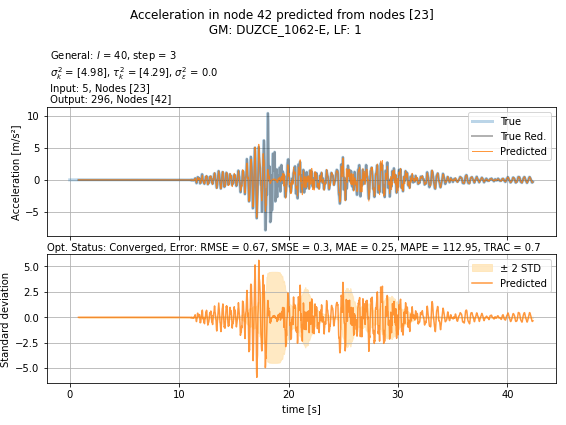 Acceleration in node 42 predicted from nodes [23]
GM: DUZCE_1062-E, LF: 1
General: l = 40, step = 3
σ²ₖ = [4.98], τ²ₖ = [4.29], σ²ε = 0.0
Input: 5, Nodes [23]
Output: 296, Nodes [42]
Acceleration [m/s²]
10
5
0
−5
True
True Red.
Predicted
Opt. Status: Converged, Error: RMSE = 0.67, SMSE = 0.3, MAE = 0.25, MAPE = 112.95, TRAC = 0.7
Standard deviation
5.0
2.5
0.0
−2.5
−5.0
± 2 STD
Predicted
0 10 20 30 40
time [s]